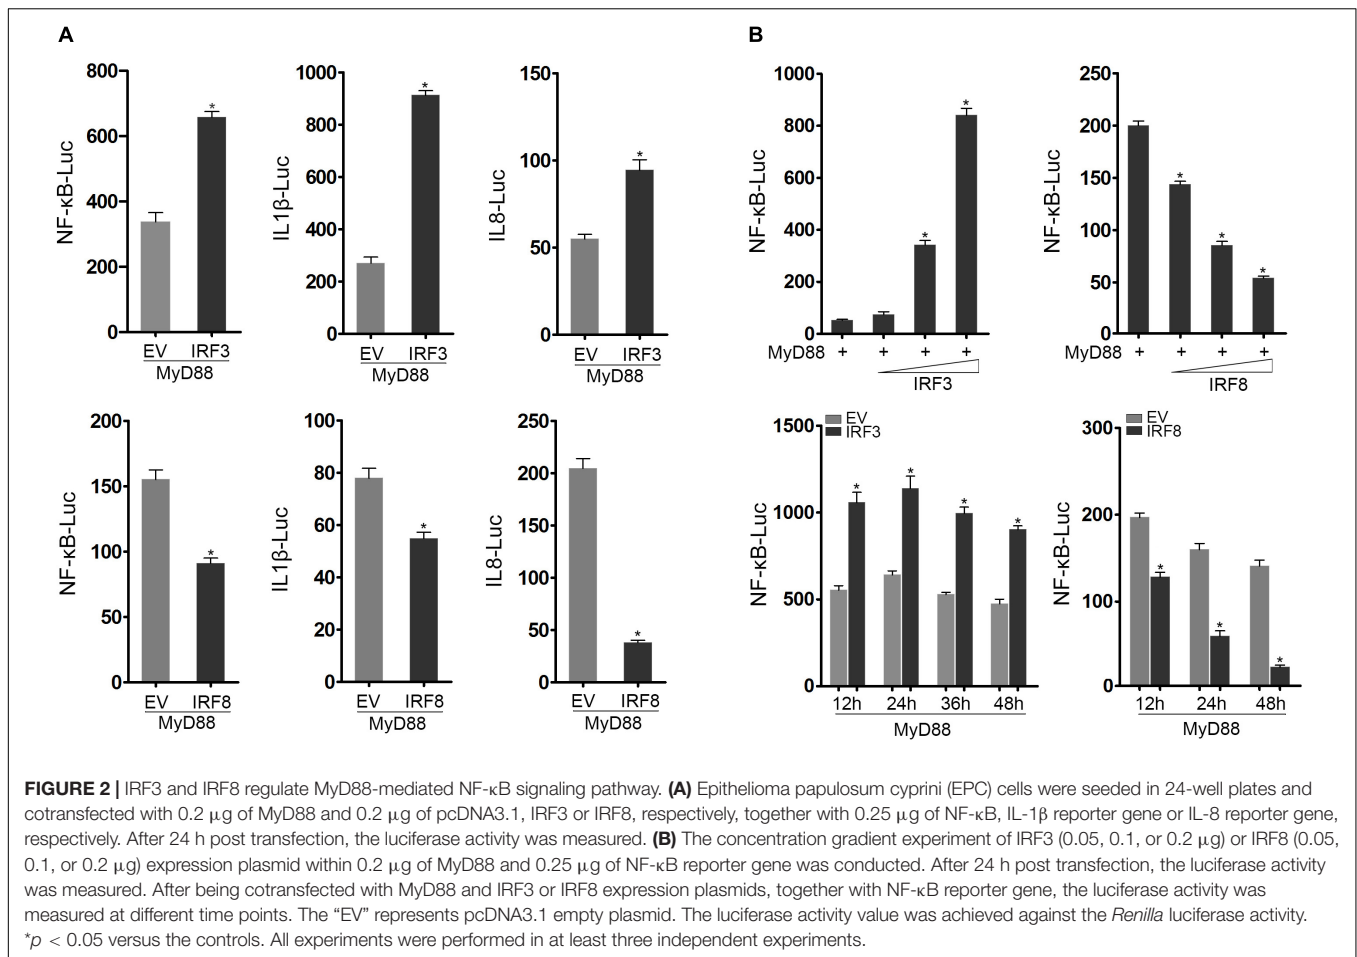 A
B
800
600
400
200
0
NF-κB-Luc
*
EV IRF3
MyD88
1000
800
600
400
200
0
IL1β-Luc
*
EV IRF3
MyD88
150
100
50
0
IL8-Luc
*
EV IRF3
MyD88
1000
800
600
400
200
0
NF-κB-Luc
* *
MyD88 + + + +
IRF3
250
200
150
100
50
0
NF-κB-Luc
* * *
MyD88 + + + +
IRF8
200
150
100
50
0
NF-κB-Luc
*
EV IRF8
MyD88
100
80
60
40
20
0
IL1β-Luc
*
EV IRF8
MyD88
250
200
150
100
50
0
IL8-Luc
*
EV IRF8
MyD88
EV
IRF3
1500
1000
500
0
NF-κB-Luc
* * * *
12h 24h 36h 48h
MyD88
EV
IRF8
300
200
100
0
NF-κB-Luc
* * *
12h 24h 48h
MyD88
FIGURE 2 | IRF3 and IRF8 regulate MyD88-mediated NF-κB signaling pathway. (A) Epithelioma papulosum cyprini (EPC) cells were seeded in 24-well plates and
cotransfected with 0.2 μg of MyD88 and 0.2 μg of pcDNA3.1, IRF3 or IRF8, respectively, together with 0.25 μg of NF-κB, IL-1β reporter gene or IL-8 reporter gene,
respectively. After 24 h post transfection, the luciferase activity was measured. (B) The concentration gradient experiment of IRF3 (0.05, 0.1, or 0.2 μg) or IRF8 (0.05,
0.1, or 0.2 μg) expression plasmid within 0.2 μg of MyD88 and 0.25 μg of NF-κB reporter gene was conducted. After 24 h post transfection, the luciferase activity
was measured. After being cotransfected with MyD88 and IRF3 or IRF8 expression plasmids, together with NF-κB reporter gene, the luciferase activity was
measured at different time points. The “EV” represents pcDNA3.1 empty plasmid. The luciferase activity value was achieved against the Renilla luciferase activity.
*p < 0.05 versus the controls. All experiments were performed in at least three independent experiments.